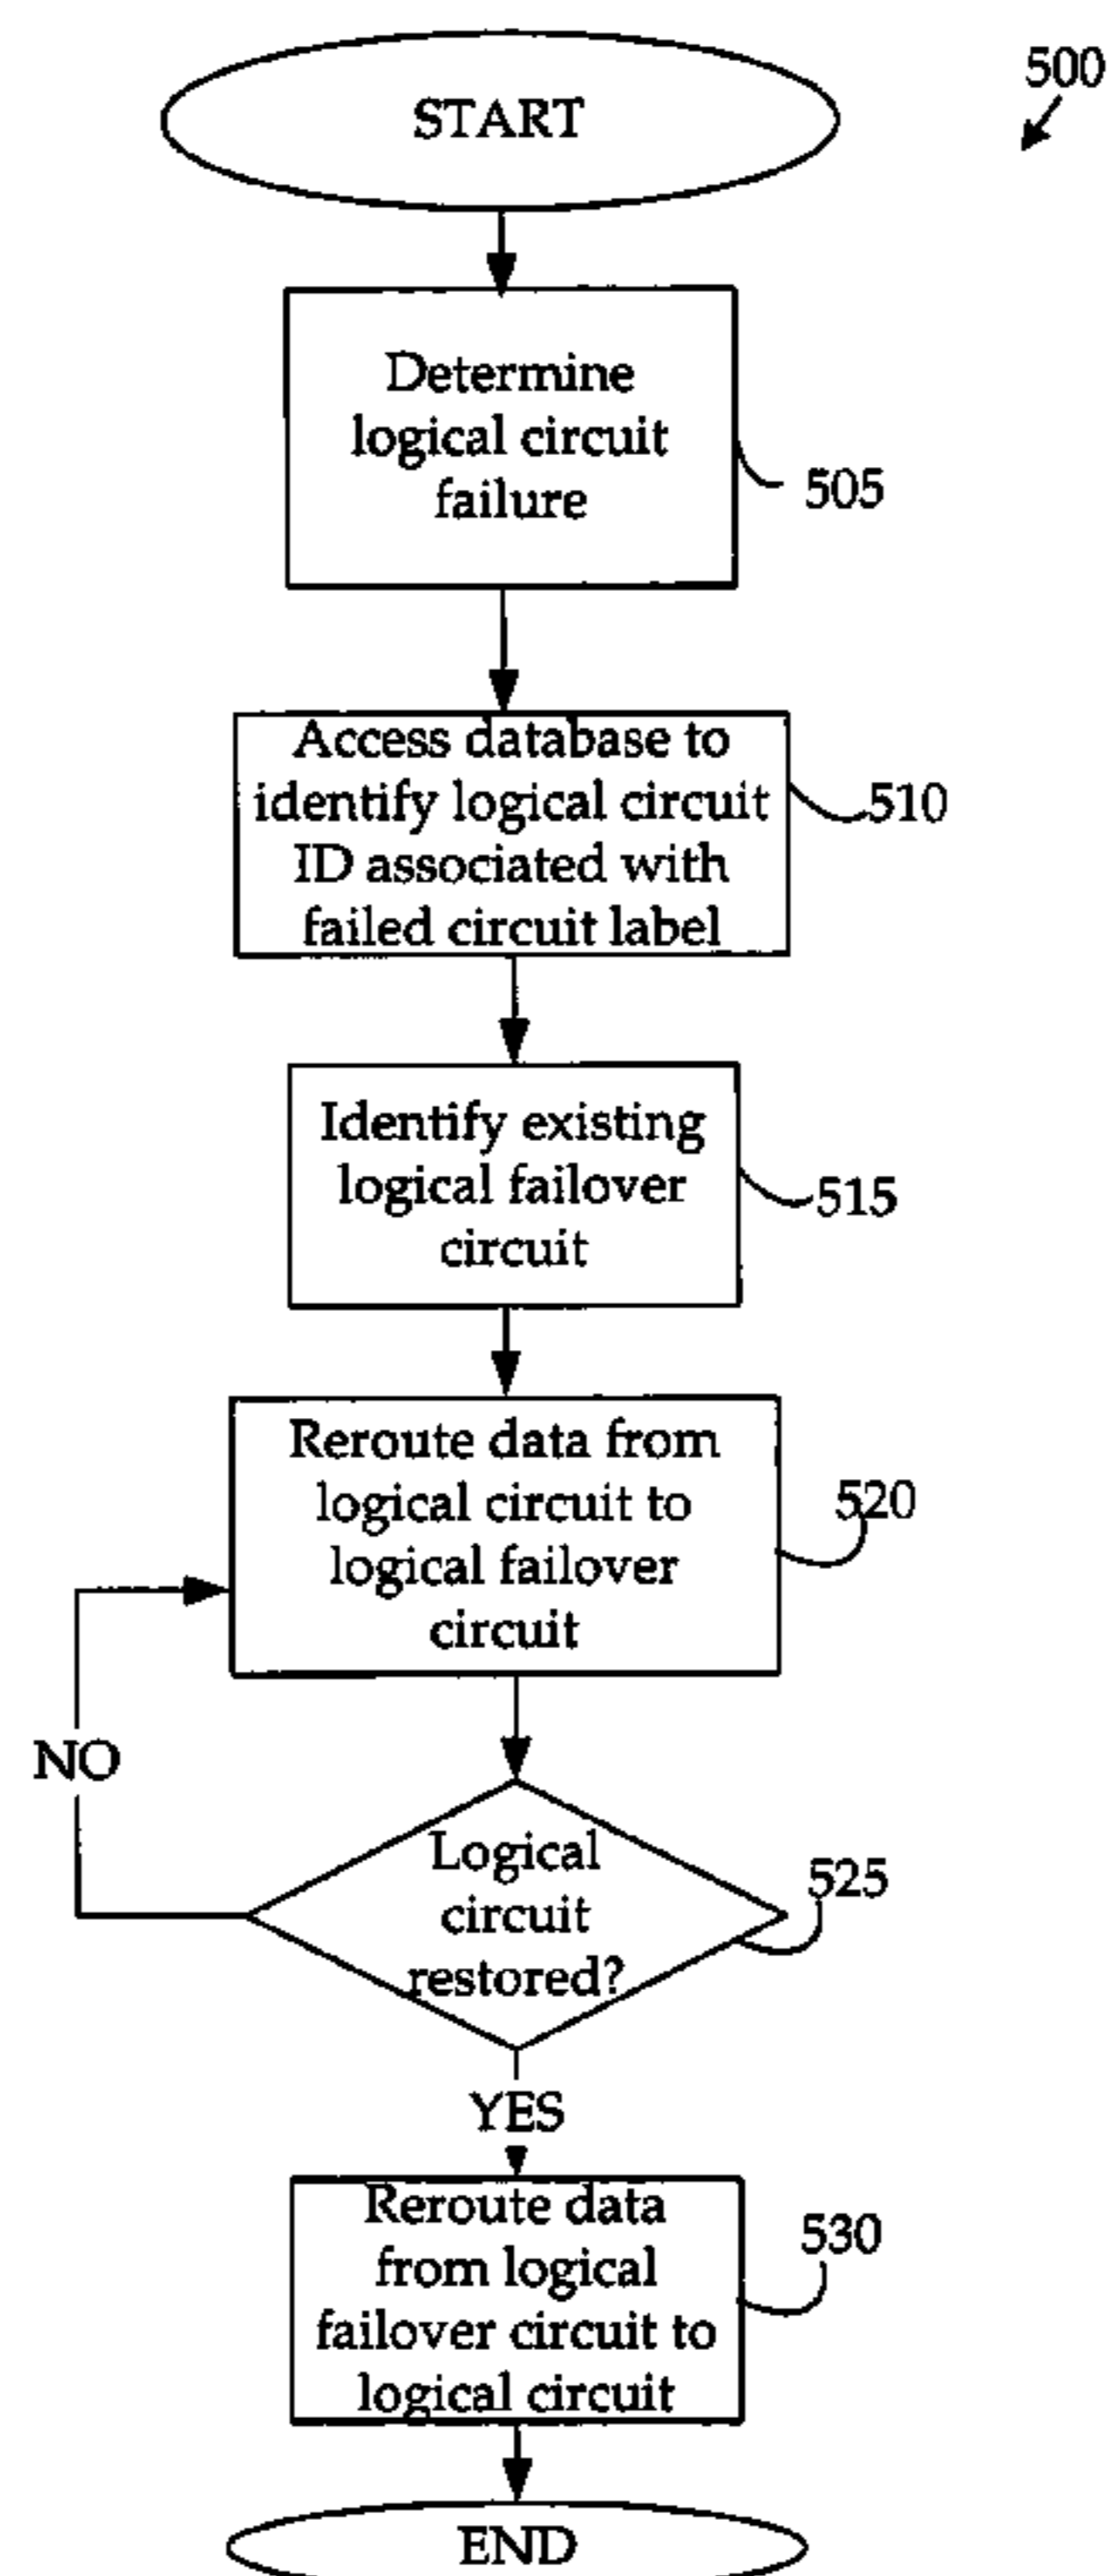 START
500
Determine
logical circuit
failure
505
Access database to
identify logical circuit
ID associated with
failed circuit label
510
Identify existing
logical failover
circuit
515
Reroute data from
logical circuit to
logical failover
circuit
520
NO
Logical
circuit
restored?
525
YES
Reroute data
from logical
failover circuit to
logical circuit
530
END